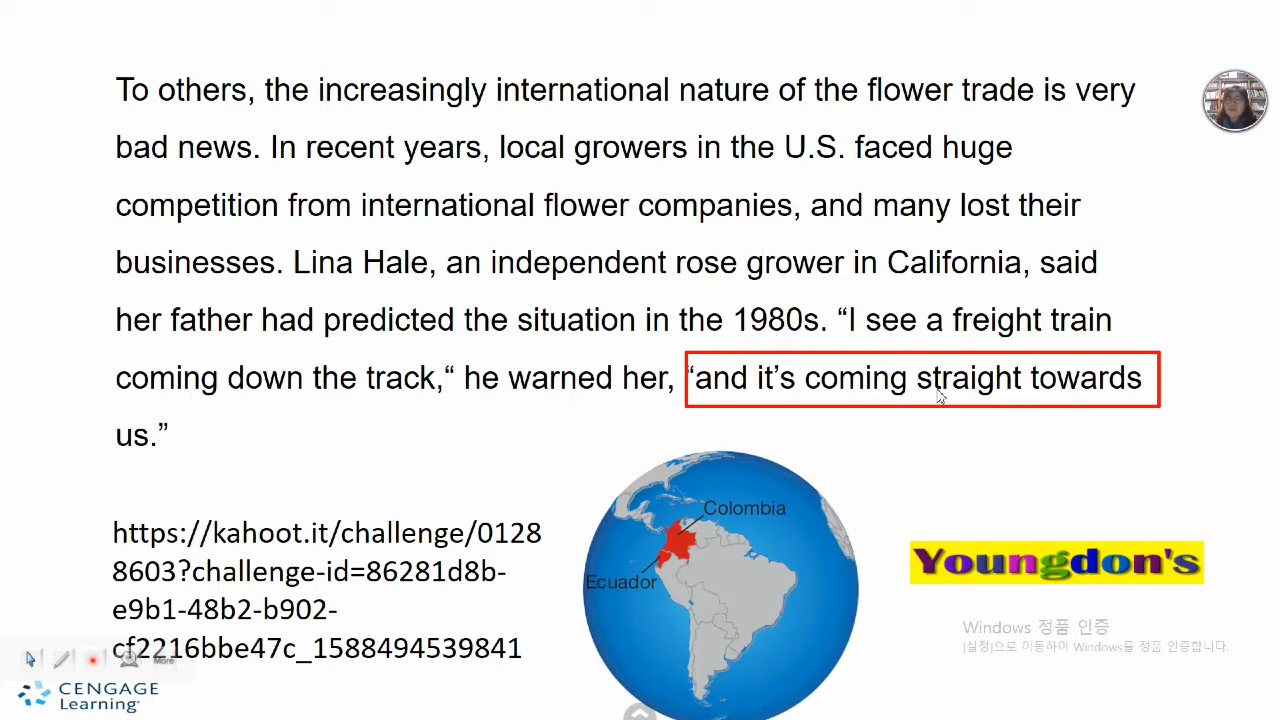 To others, the increasingly international nature of the flower trade is very
bad news. In recent years, local growers in the U.S. faced huge
competition from international flower companies, and many lost their
businesses. Lina Hale, an independent rose grower in California, said
her father had predicted the situation in the 1980s. “I see a freight train
coming down the track,“ he warned her, “and it’s coming straight towards
us.”
https://kahoot.it/challenge/0128
8603?challenge-id=86281d8b-
e9b1-48b2-b902-
cf2216bbe47c_1588494539841
Colombia
Ecuador
Youngdon's
Windows 정품 인증
[설정]으로 이동하여 Windows를 정품 인증합니다.
More
CENGAGE
Learning